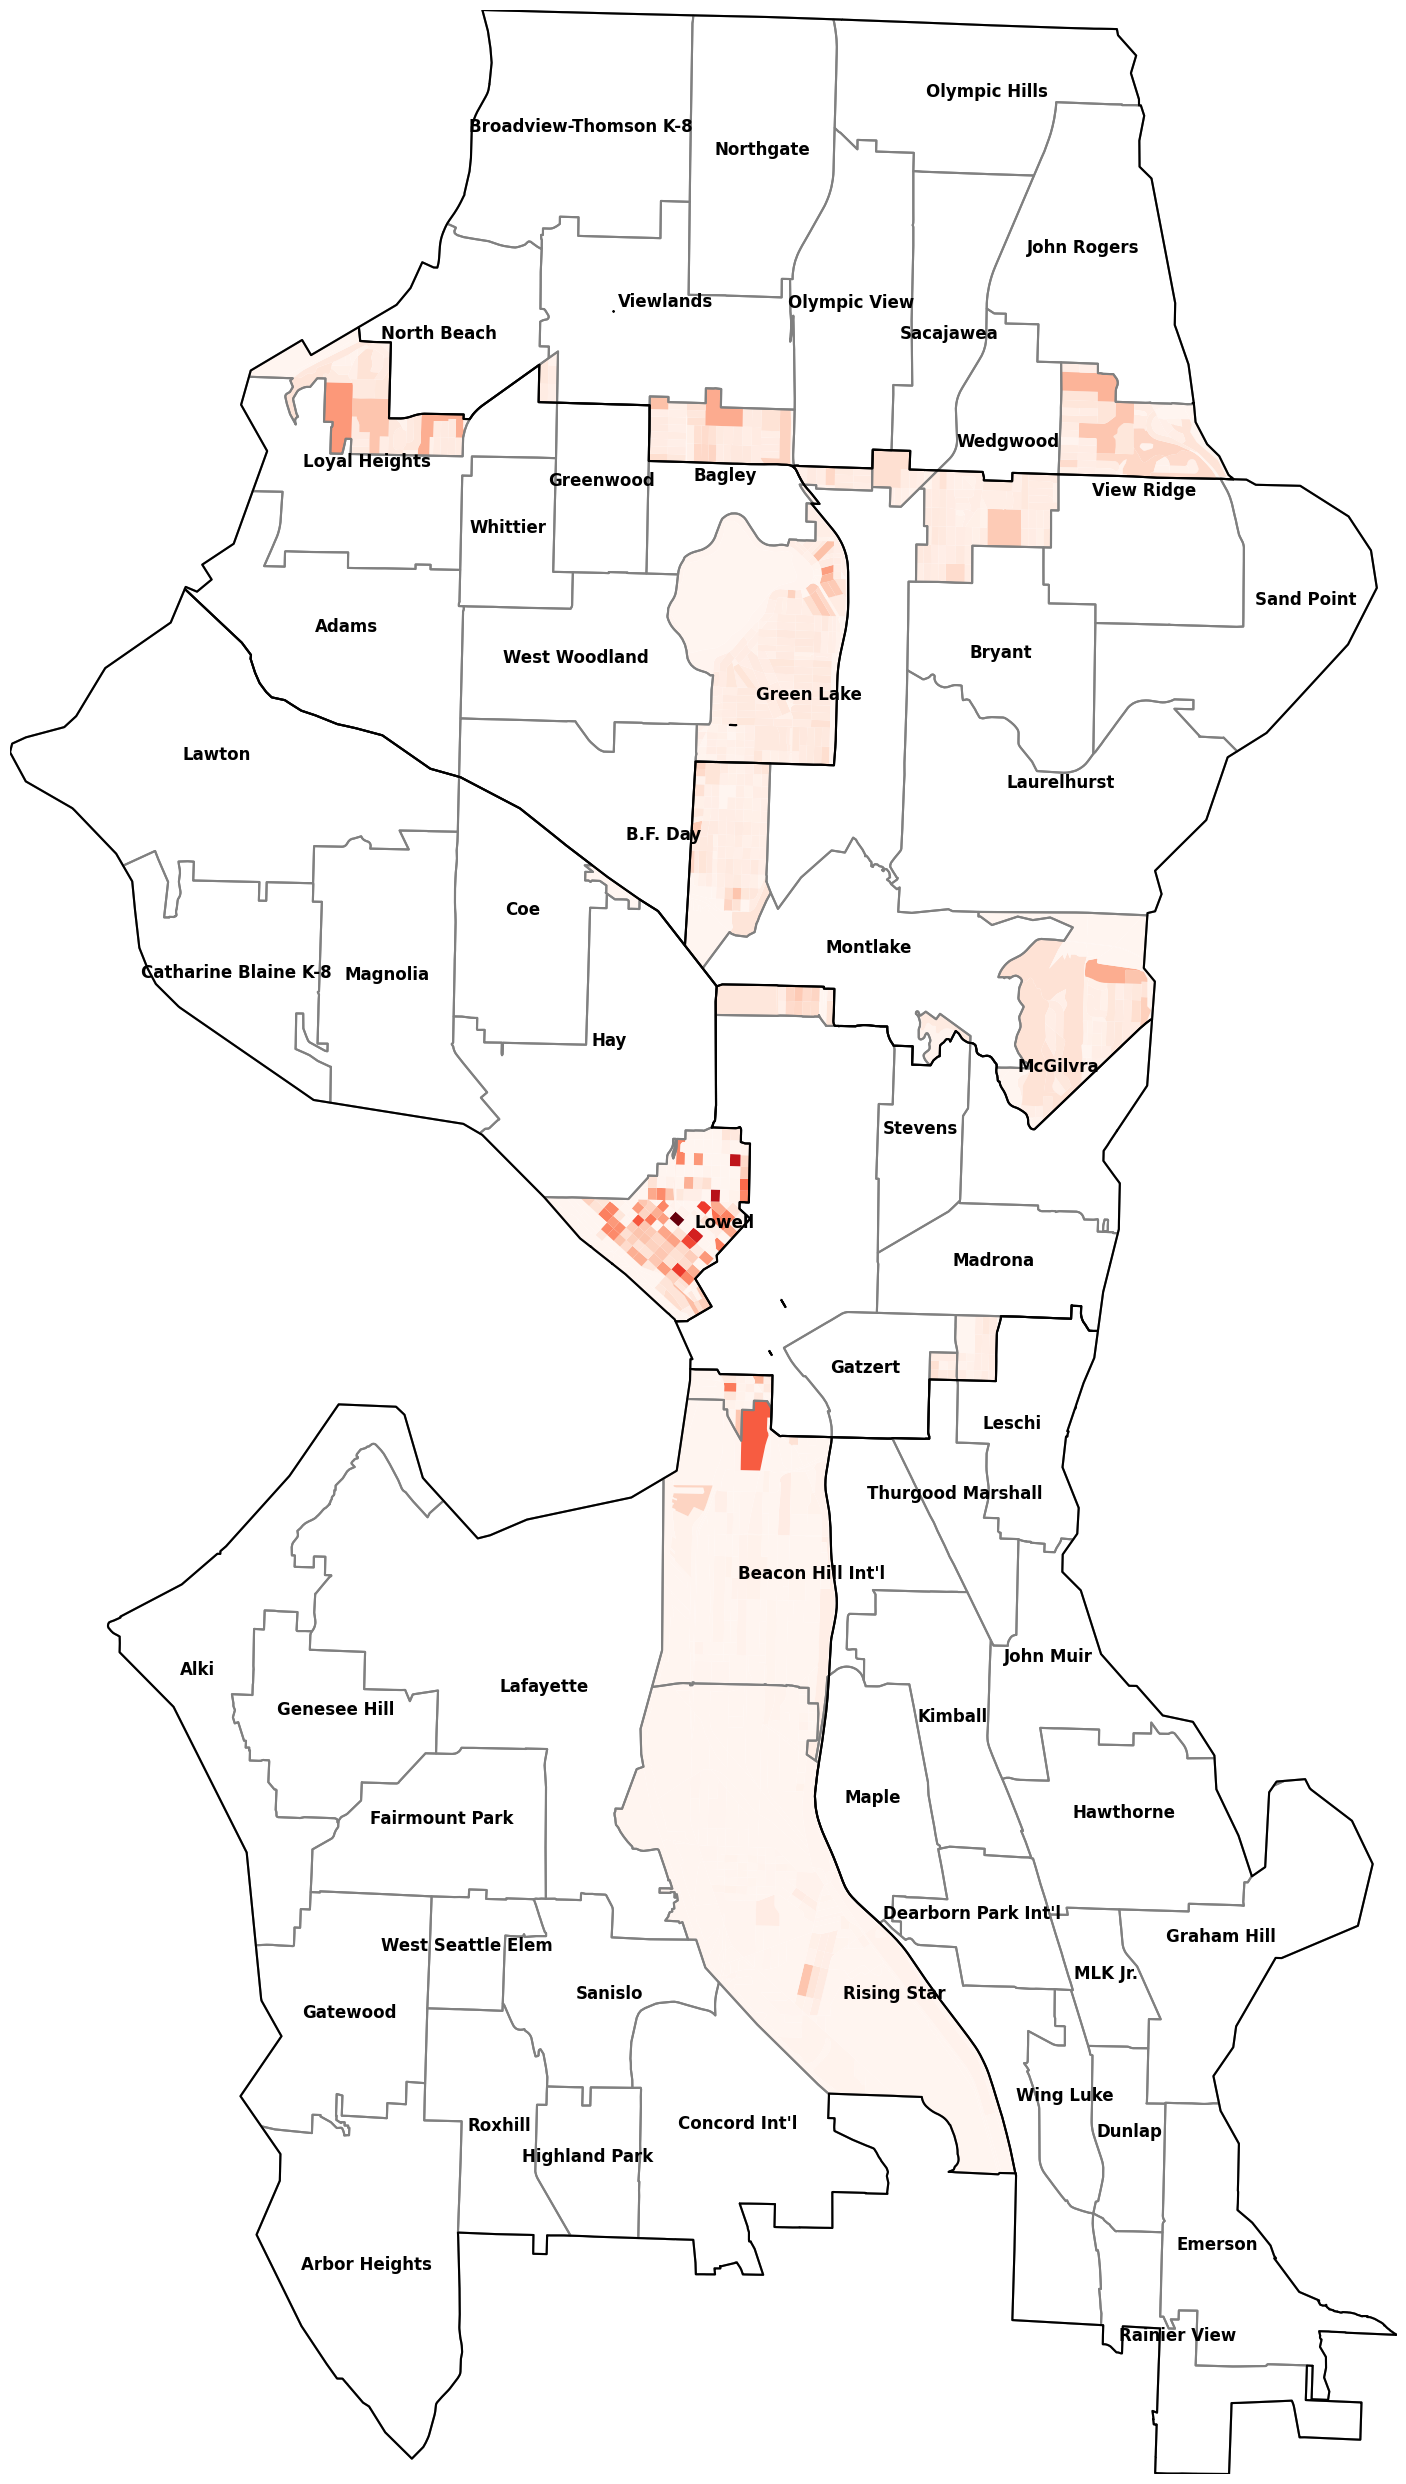 Olympic Hills
Broadview-Thomson K-8
Northgate
John Rogers
Viewlands
Olympic View
North Beach
Sacajawea
Wedgwood
Loyal Heights
Bagley
Greenwood
View Ridge
Whittier
Sand Point
Adams
Bryant
West Woodland
Green Lake
Lawton
Laurelhurst
B.F. Day
Coe
Montlake
Catharine Blaine K-8
Magnolia
Hay
McGilvra
Stevens
Lowell
Madrona
Gatzert
Leschi
Thurgood Marshall
Beacon Hill Int'l
John Muir
Alki
Lafayette
Genesee Hill
Kimball
Maple
Hawthorne
Fairmount Park
Dearborn Park Int'l
Graham Hill
West Seattle Elem
MLK Jr.
Sanislo
Rising Star
Gatewood
Wing Luke
Concord Int'l
Roxhill
Dunlap
Highland Park
Emerson
Arbor Heights
Rainier View